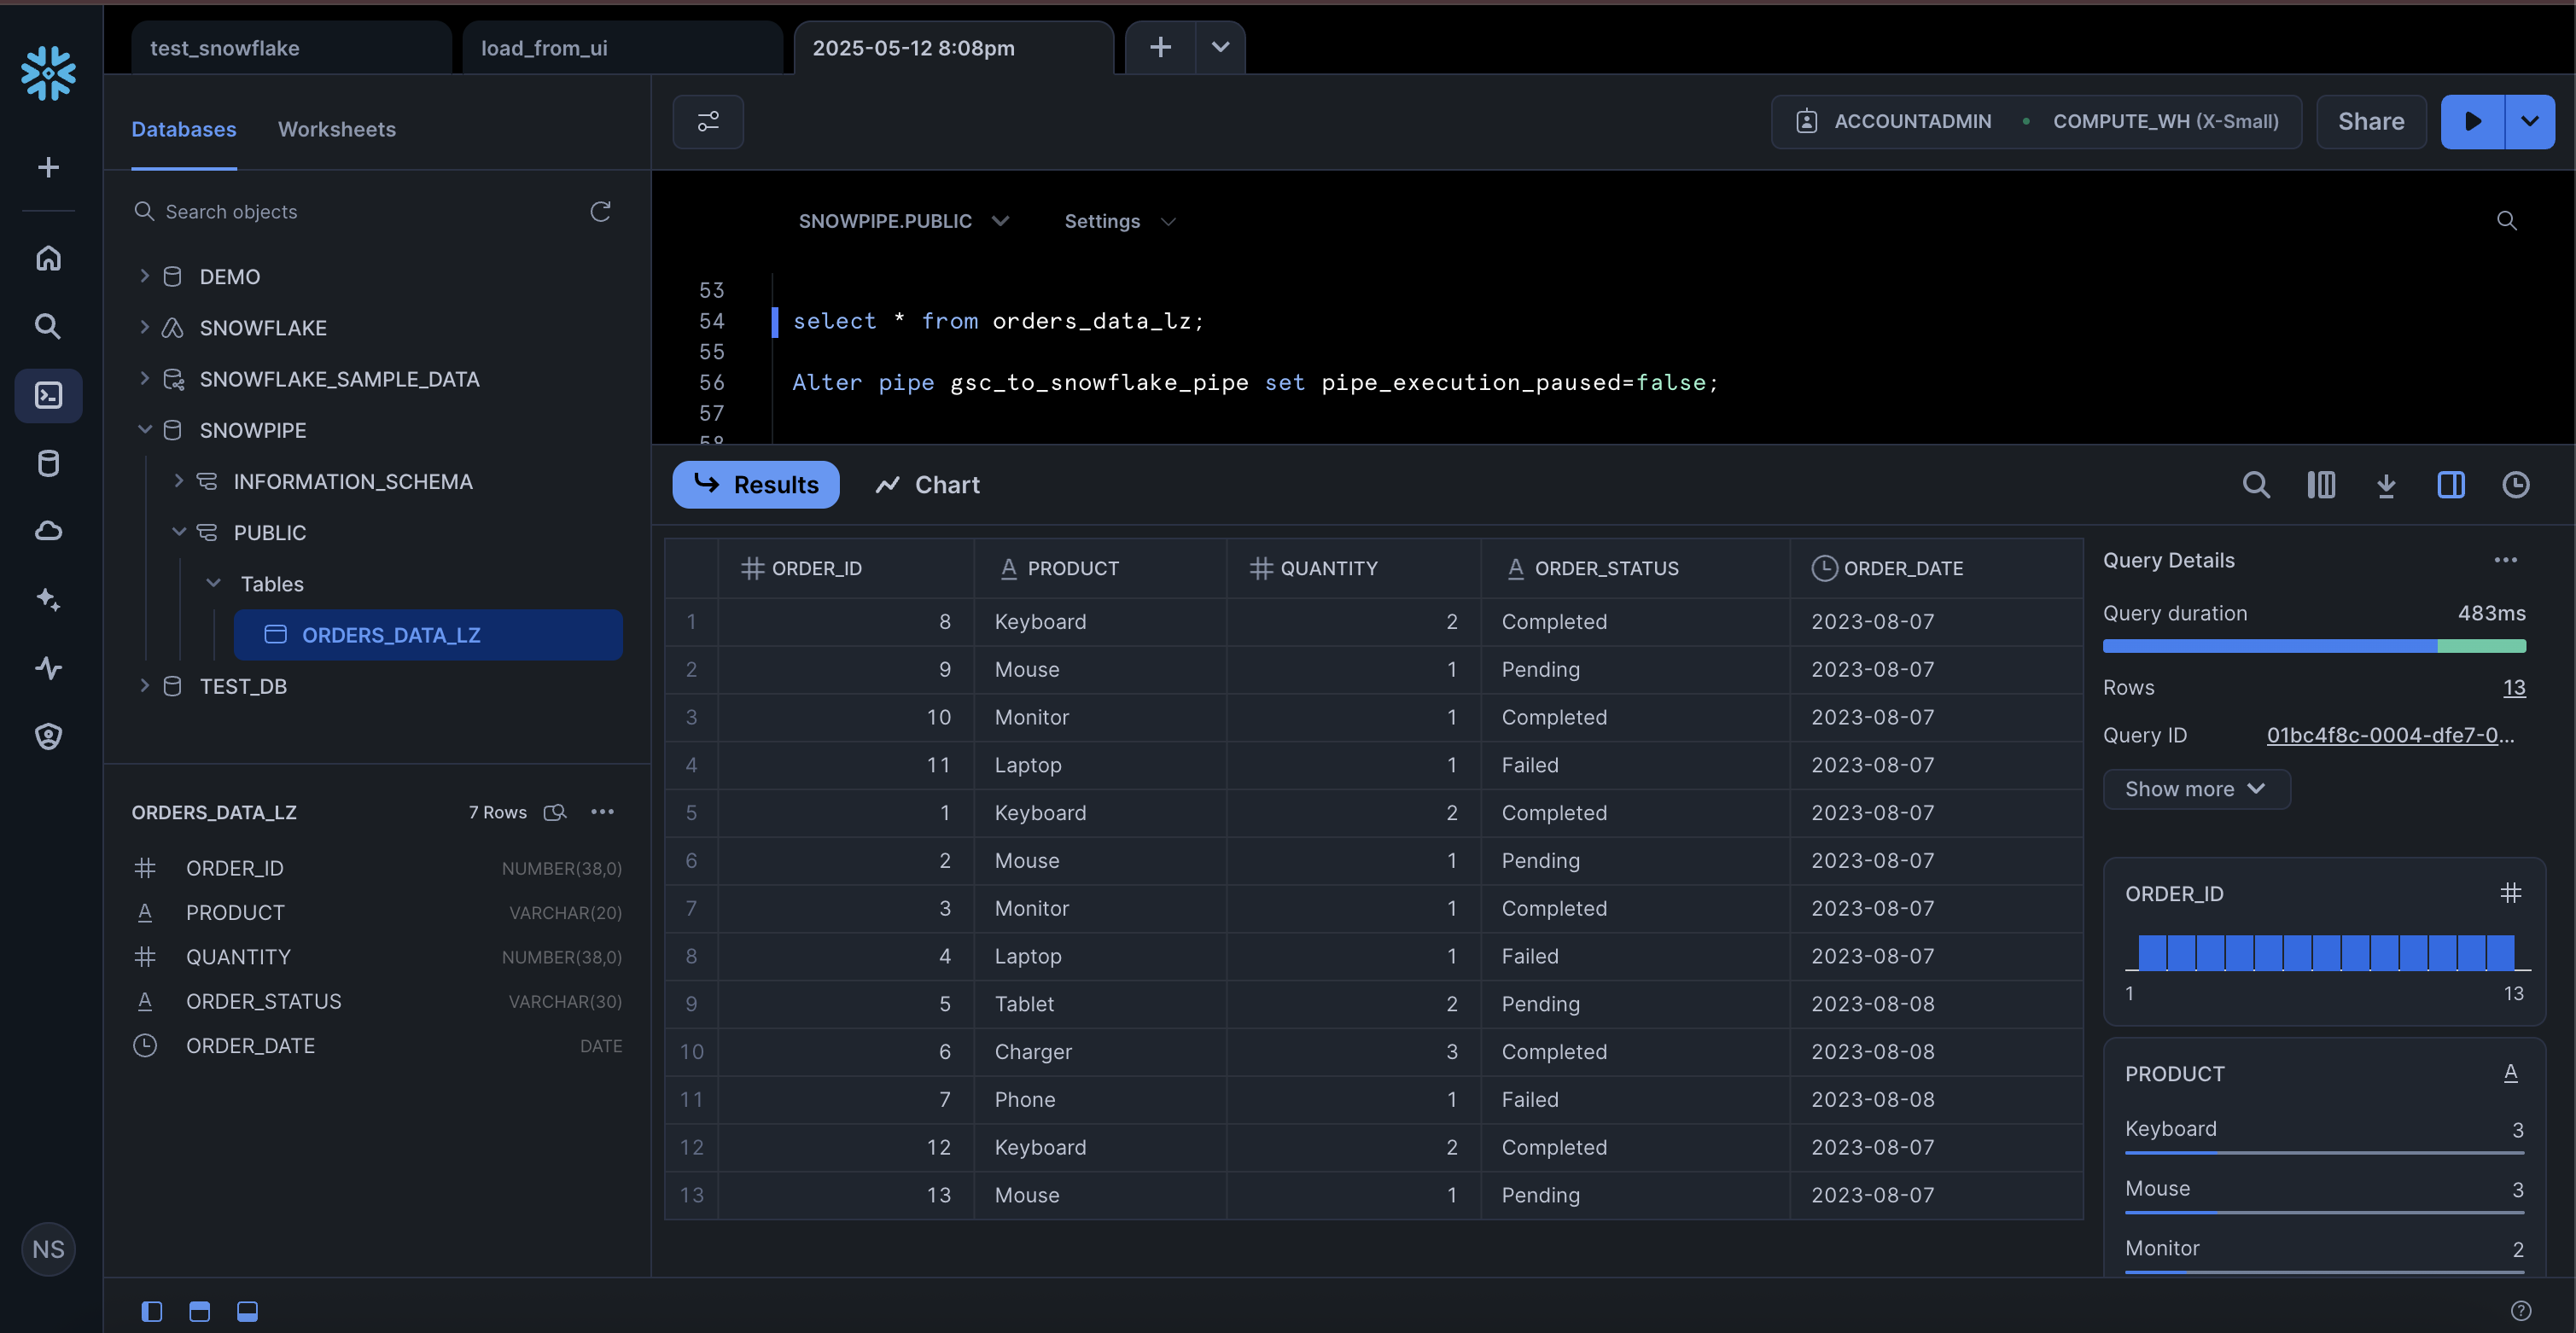 test_snowflake
load_from_ui
2025-05-12 8:08pm
Databases
Worksheets
ACCOUNTADMIN
COMPUTE_WH (X-Small)
Share
Search objects
DEMO
SNOWFLAKE
SNOWFLAKE_SAMPLE_DATA
SNOWPIPE
INFORMATION_SCHEMA
PUBLIC
Tables
ORDERS_DATA_LZ
TEST_DB
ORDERS_DATA_LZ 7 Rows
ORDER_ID NUMBER(38,0)
PRODUCT VARCHAR(20)
QUANTITY NUMBER(38,0)
ORDER_STATUS VARCHAR(30)
ORDER_DATE DATE
NS
SNOWPIPE.PUBLIC Settings
53
54 select * from orders_data_lz;
55
56 Alter pipe gsc_to_snowflake_pipe set pipe_execution_paused=false;
57
58
Results Chart
ORDER_ID PRODUCT QUANTITY ORDER_STATUS ORDER_DATE
1 8 Keyboard 2 Completed 2023-08-07
2 9 Mouse 1 Pending 2023-08-07
3 10 Monitor 1 Completed 2023-08-07
4 11 Laptop 1 Failed 2023-08-07
5 1 Keyboard 2 Completed 2023-08-07
6 2 Mouse 1 Pending 2023-08-07
7 3 Monitor 1 Completed 2023-08-07
8 4 Laptop 1 Failed 2023-08-07
9 5 Tablet 2 Pending 2023-08-08
10 6 Charger 3 Completed 2023-08-08
11 7 Phone 1 Failed 2023-08-08
12 12 Keyboard 2 Completed 2023-08-07
13 13 Mouse 1 Pending 2023-08-07
Query Details
Query duration 483ms
Rows 13
Query ID 01bc4f8c-0004-dfe7-0...
Show more
ORDER_ID
1 13
PRODUCT
Keyboard 3
Mouse 3
Monitor 2